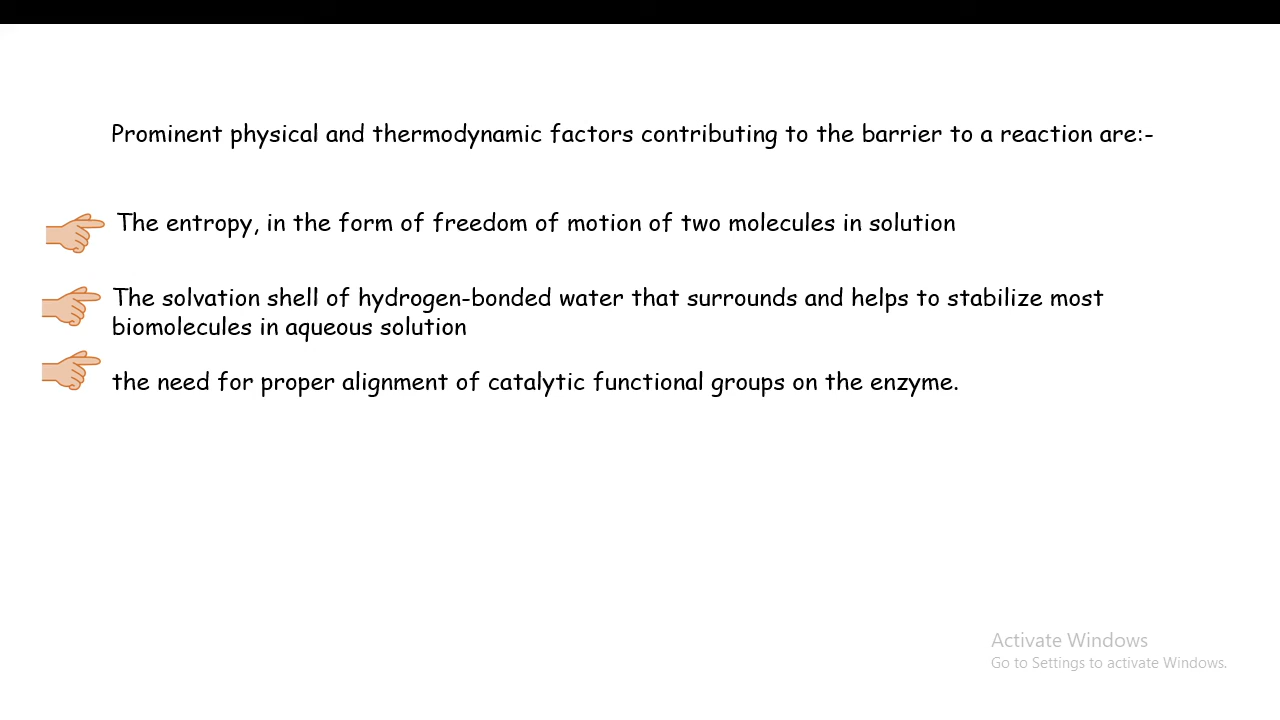 Prominent physical and thermodynamic factors contributing to the barrier to a reaction are:-
The entropy, in the form of freedom of motion of two molecules in solution
The solvation shell of hydrogen-bonded water that surrounds and helps to stabilize most
biomolecules in aqueous solution
the need for proper alignment of catalytic functional groups on the enzyme.
Activate Windows
Go to Settings to activate Windows.